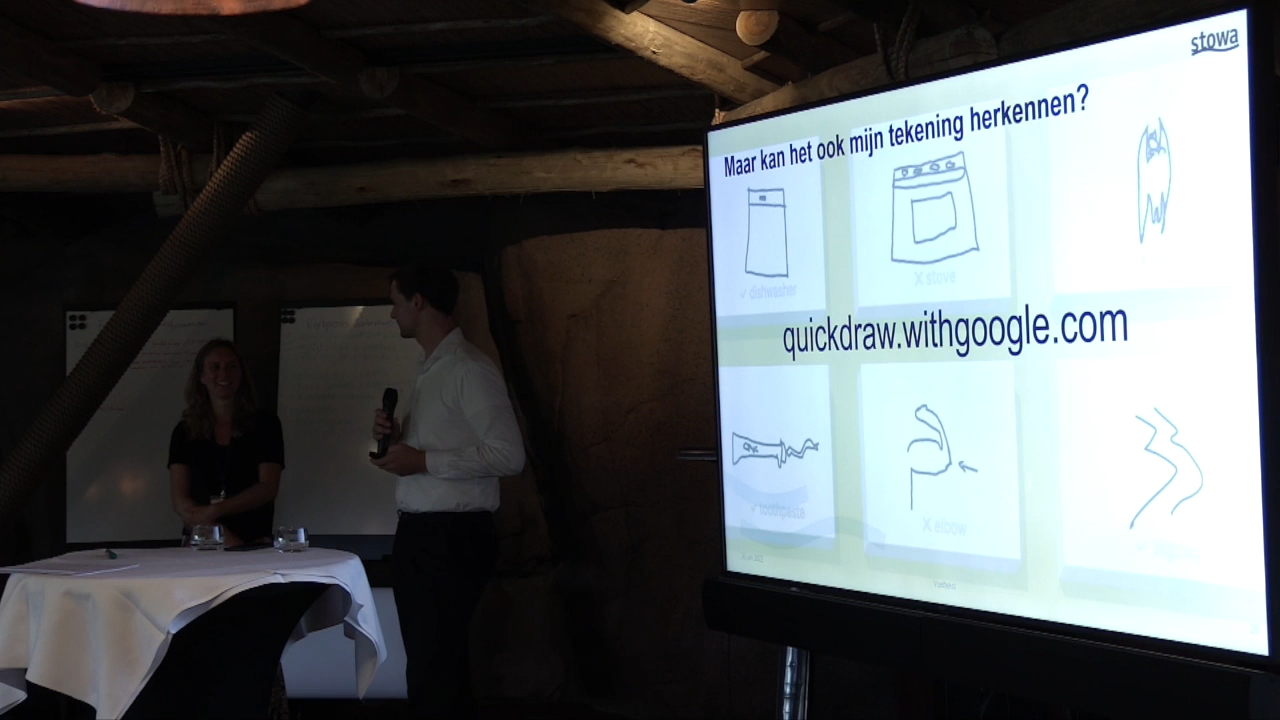 stowa
Maar kan het ook mijn tekening herkennen?
✓ dishwasher
✗ stove
quickdraw.withgoogle.com
✓ toothpaste
✗ elbow